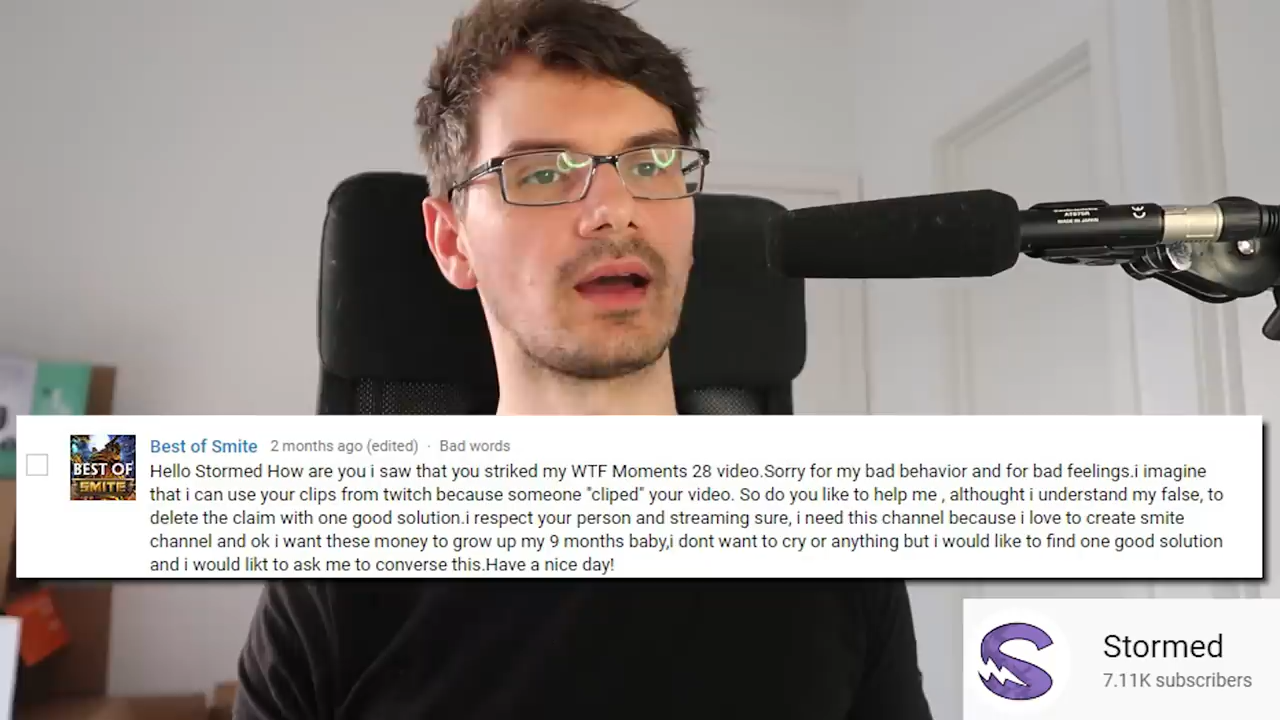 AT875R
MADE IN JAPAN
CE
Best of Smite 2 months ago (edited) · Bad words
BEST OF
SMITE
Hello Stormed How are you i saw that you striked my WTF Moments 28 video.Sorry for my bad behavior and for bad feelings.i imagine
that i can use your clips from twitch because someone "cliped" your video. So do you like to help me , althought i understand my false, to
delete the claim with one good solution.i respect your person and streaming sure, i need this channel because i love to create smite
channel and ok i want these money to grow up my 9 months baby,i dont want to cry or anything but i would like to find one good solution
and i would likt to ask me to converse this.Have a nice day!
Stormed
7.11K subscribers